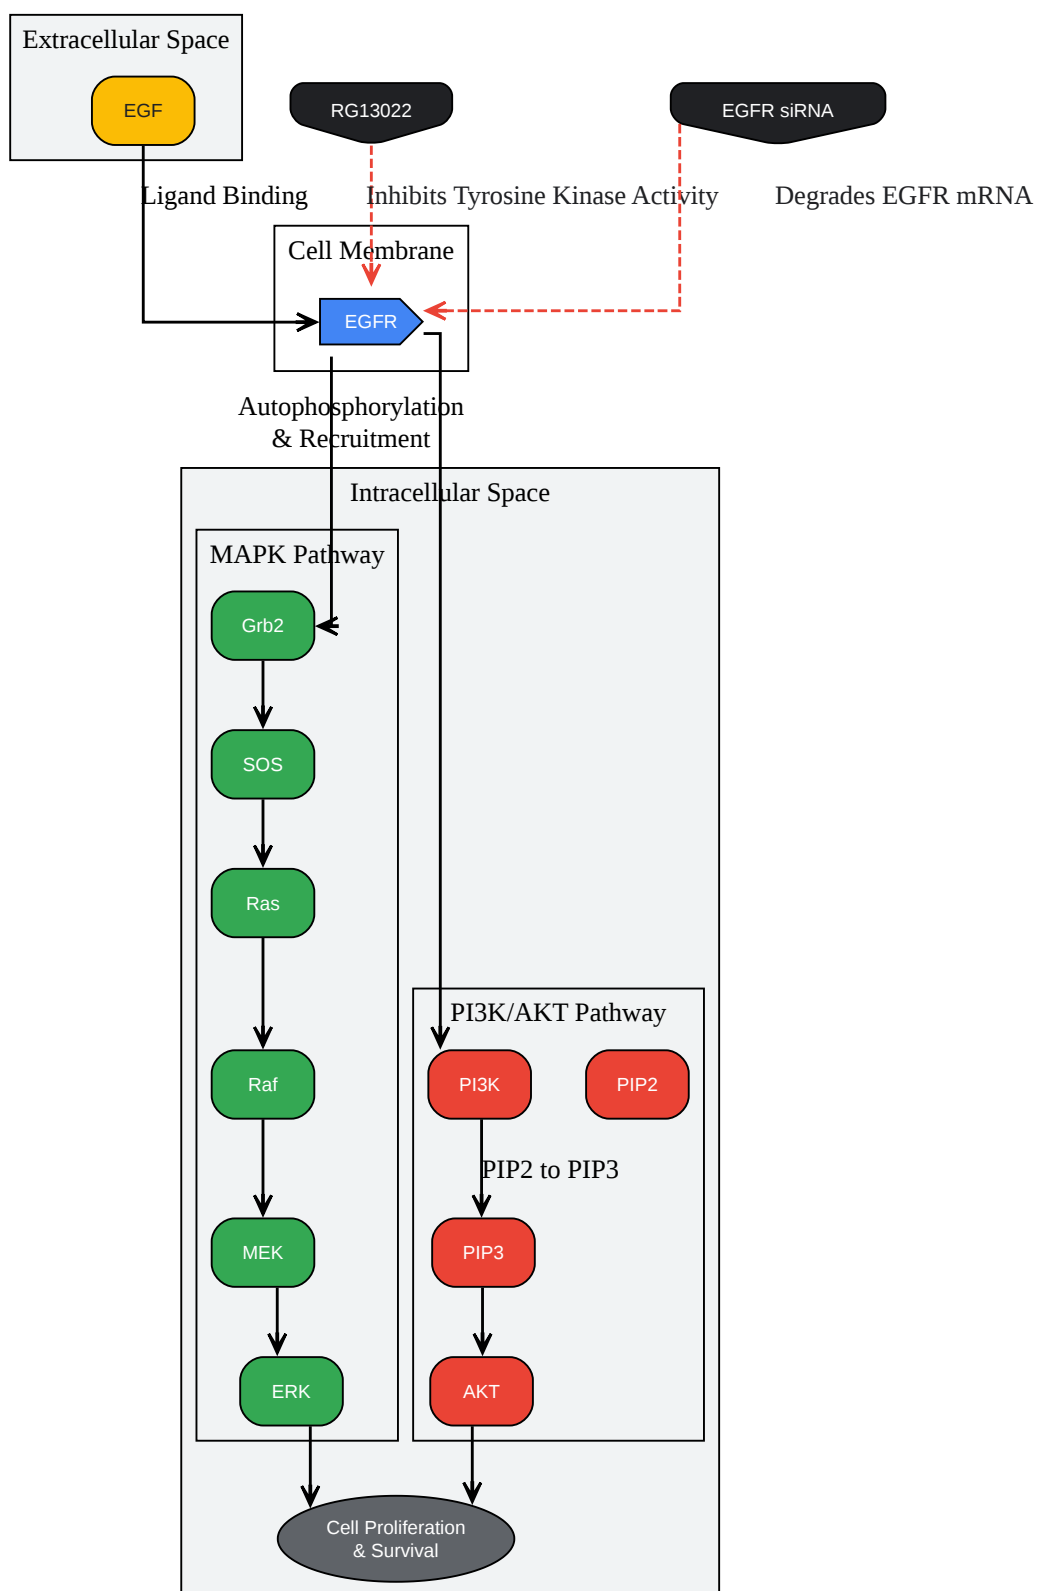 Extracellular Space
EGF
RG13022
EGFR siRNA
Ligand Binding
Inhibits Tyrosine Kinase Activity
Degrades EGFR mRNA
Cell Membrane
EGFR
Autophosphorylation
& Recruitment
Intracellular Space
MAPK Pathway
Grb2
SOS
Ras
Raf
MEK
ERK
PI3K/AKT Pathway
PI3K
PIP2
PIP2 to PIP3
PIP3
AKT
Cell Proliferation
& Survival